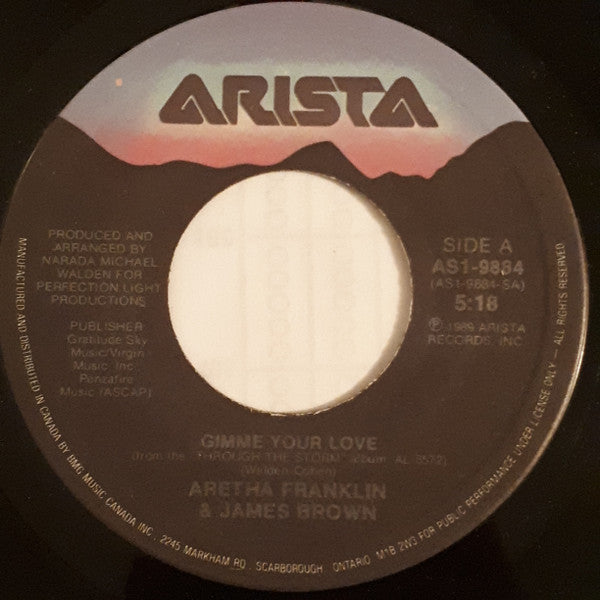 ARISTA
PRODUCED AND
ARRANGED BY
NARADA MICHAEL
WALDEN FOR
PERFECTION LIGHT
PRODUCTIONS
PUBLISHER
Gratitude Sky
Music/Virgin
Music Inc.
Penzafire
Music (ASCAP)
SIDE A
AS1-9884
(AS1-9884-SA)
5:18
Ⓟ 1989 ARISTA
RECORDS, INC
GIMME YOUR LOVE
(from the "THROUGH THE STORM" album AL-8572)
(Walden-Cohen)
ARETHA FRANKLIN
& JAMES BROWN
MANUFACTURED AND DISTRIBUTED IN CANADA BY BMG MUSIC CANADA INC., 2245 MARKHAM RD., SCARBOROUGH, ONTARIO M1B 2W3 FOR PUBLIC PERFORMANCE UNDER LICENSE ONLY — ALL RIGHTS RESERVED